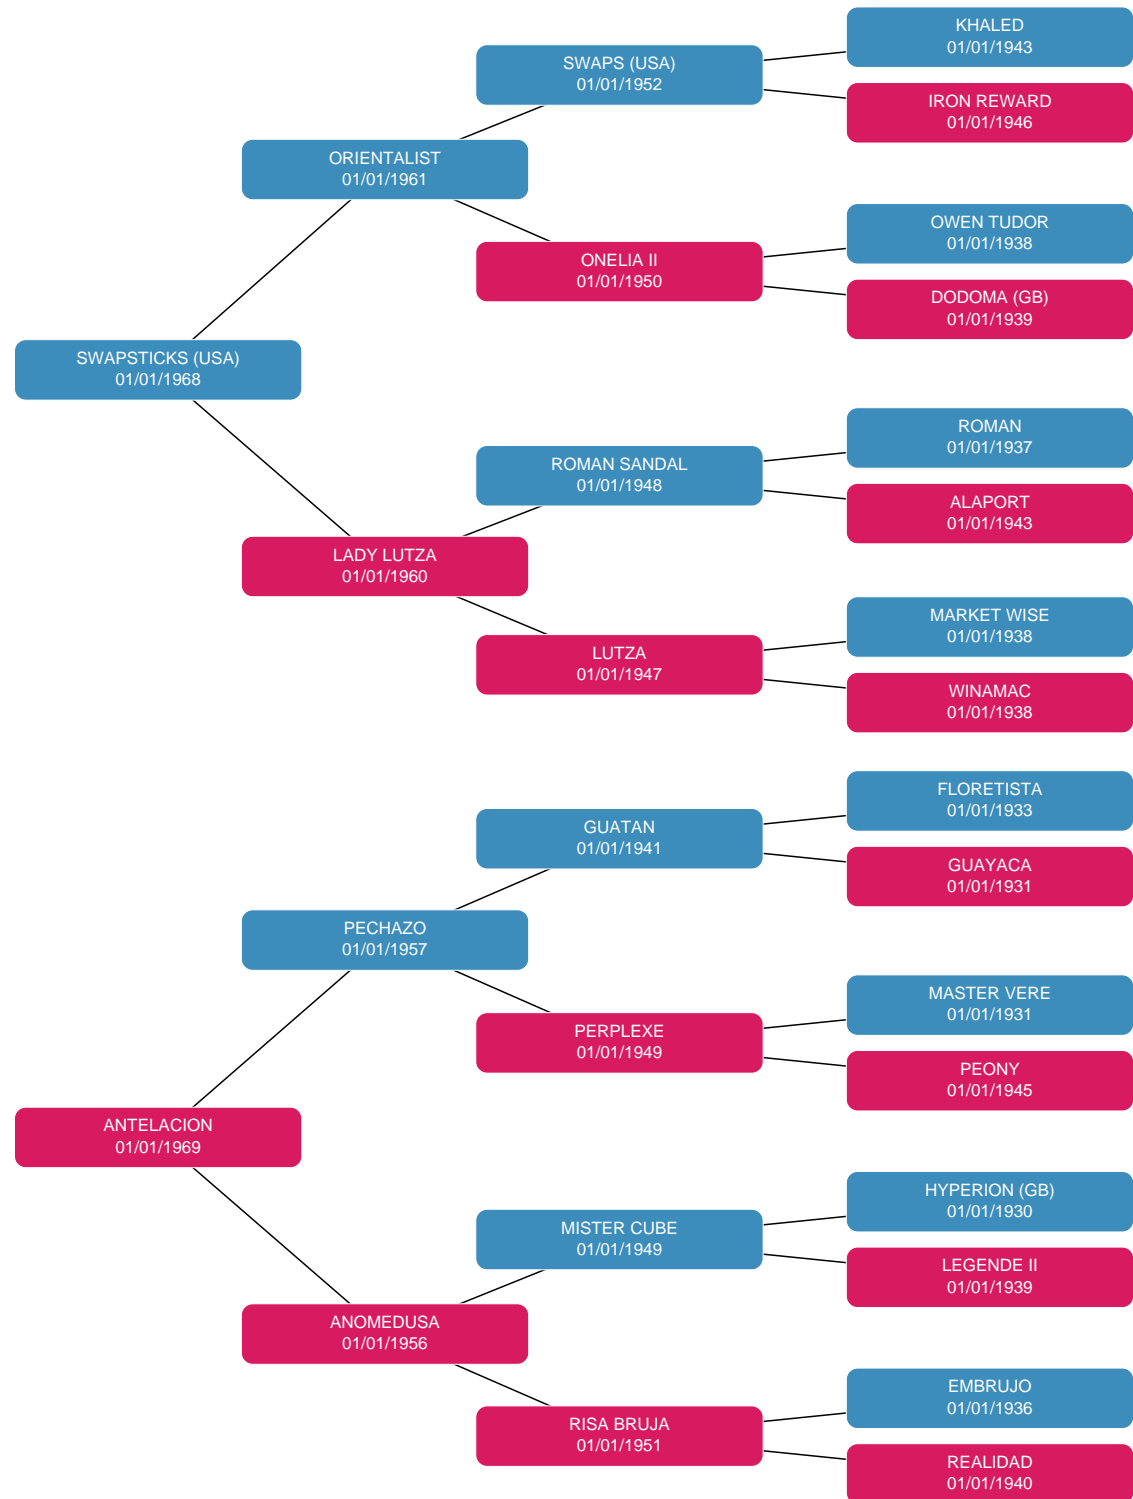 KHALED
01/01/1943
SWAPS (USA)
01/01/1952
IRON REWARD
01/01/1946
ORIENTALIST
01/01/1961
OWEN TUDOR
01/01/1938
ONELIA II
01/01/1950
DODOMA (GB)
01/01/1939
SWAPSTICKS (USA)
01/01/1968
ROMAN
01/01/1937
ROMAN SANDAL
01/01/1948
ALAPORT
01/01/1943
LADY LUTZA
01/01/1960
MARKET WISE
01/01/1938
LUTZA
01/01/1947
WINAMAC
01/01/1938
FLORETISTA
01/01/1933
GUATAN
01/01/1941
GUAYACA
01/01/1931
PECHAZO
01/01/1957
MASTER VERE
01/01/1931
PERPLEXE
01/01/1949
PEONY
01/01/1945
ANTELACION
01/01/1969
HYPERION (GB)
01/01/1930
MISTER CUBE
01/01/1949
LEGENDE II
01/01/1939
ANOMEDUSA
01/01/1956
EMBRUJO
01/01/1936
RISA BRUJA
01/01/1951
REALIDAD
01/01/1940